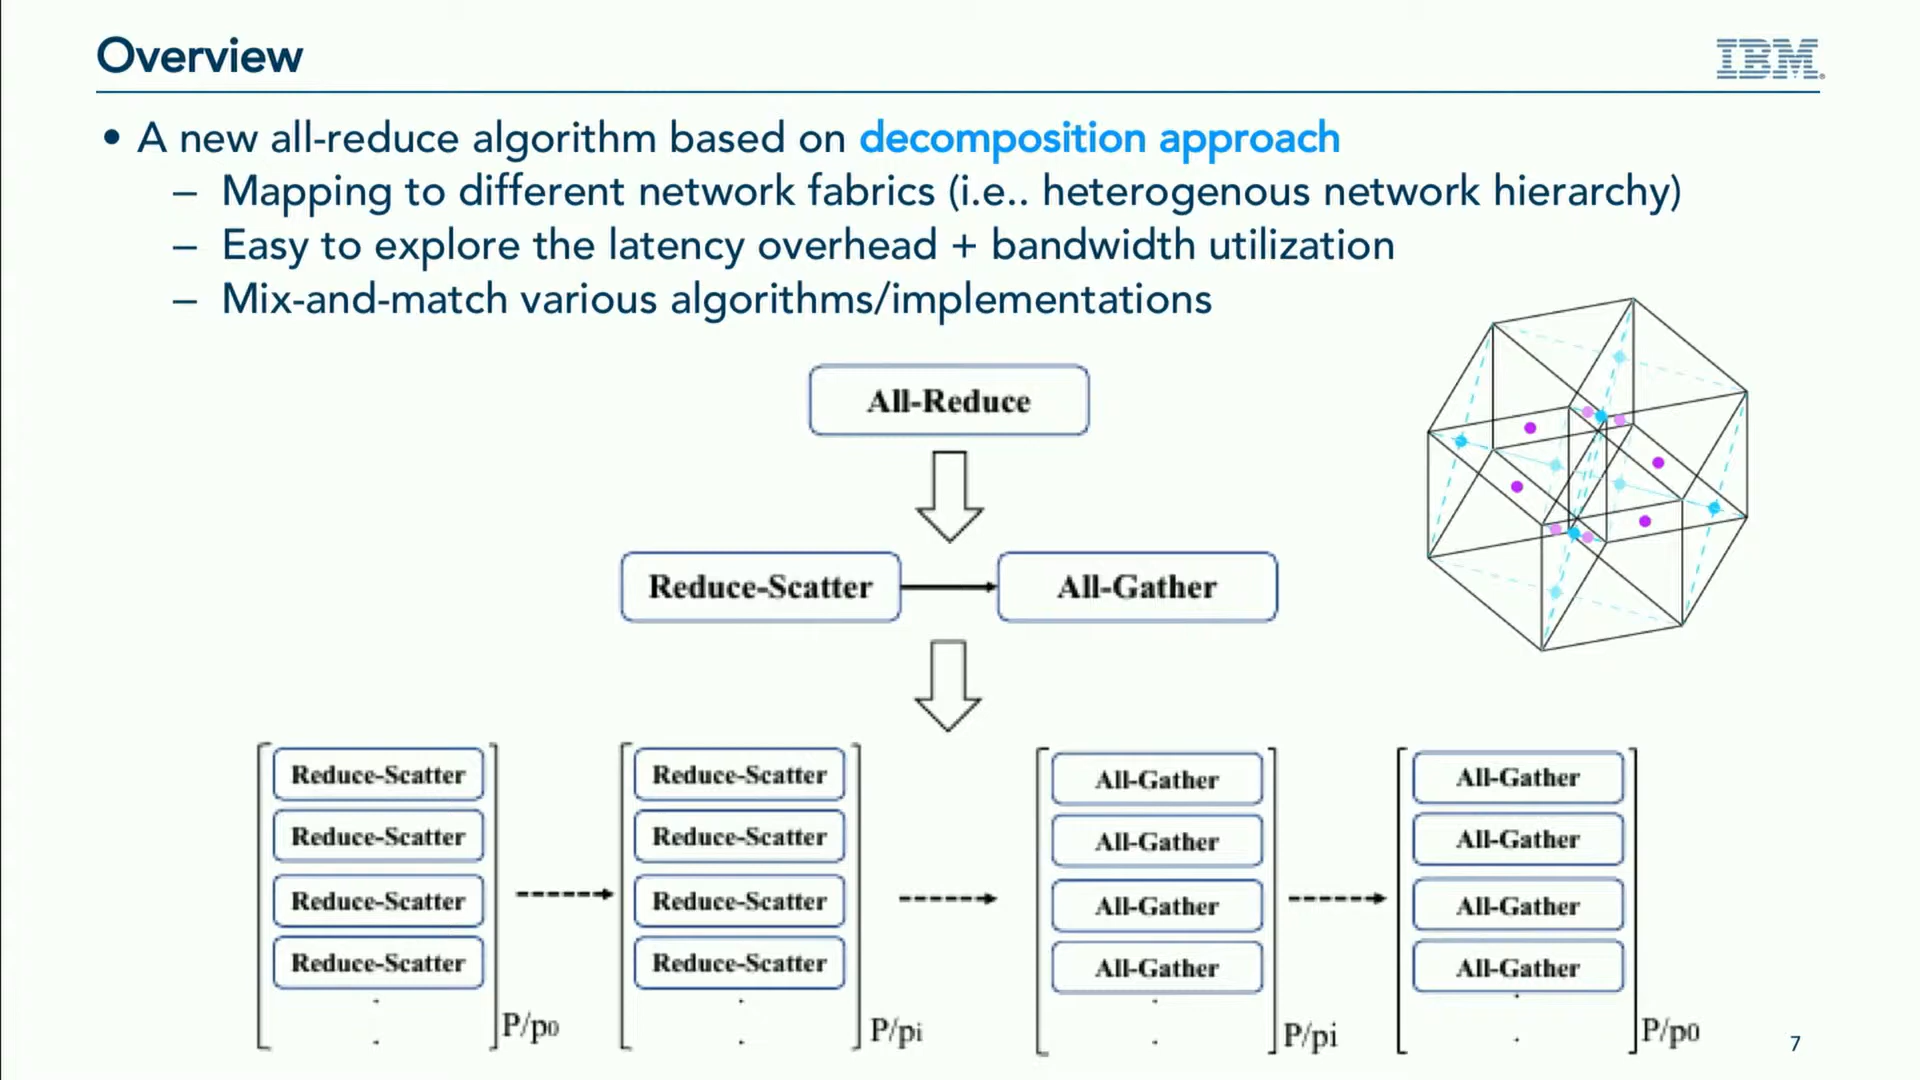 Overview
IBM®
• A new all-reduce algorithm based on decomposition approach
– Mapping to different network fabrics (i.e.. heterogenous network hierarchy)
– Easy to explore the latency overhead + bandwidth utilization
– Mix-and-match various algorithms/implementations
All-Reduce
Reduce-Scatter
All-Gather
Reduce-Scatter
Reduce-Scatter
Reduce-Scatter
Reduce-Scatter
P/p0
Reduce-Scatter
Reduce-Scatter
Reduce-Scatter
Reduce-Scatter
P/pi
All-Gather
All-Gather
All-Gather
All-Gather
P/pi
All-Gather
All-Gather
All-Gather
All-Gather
P/p0
7